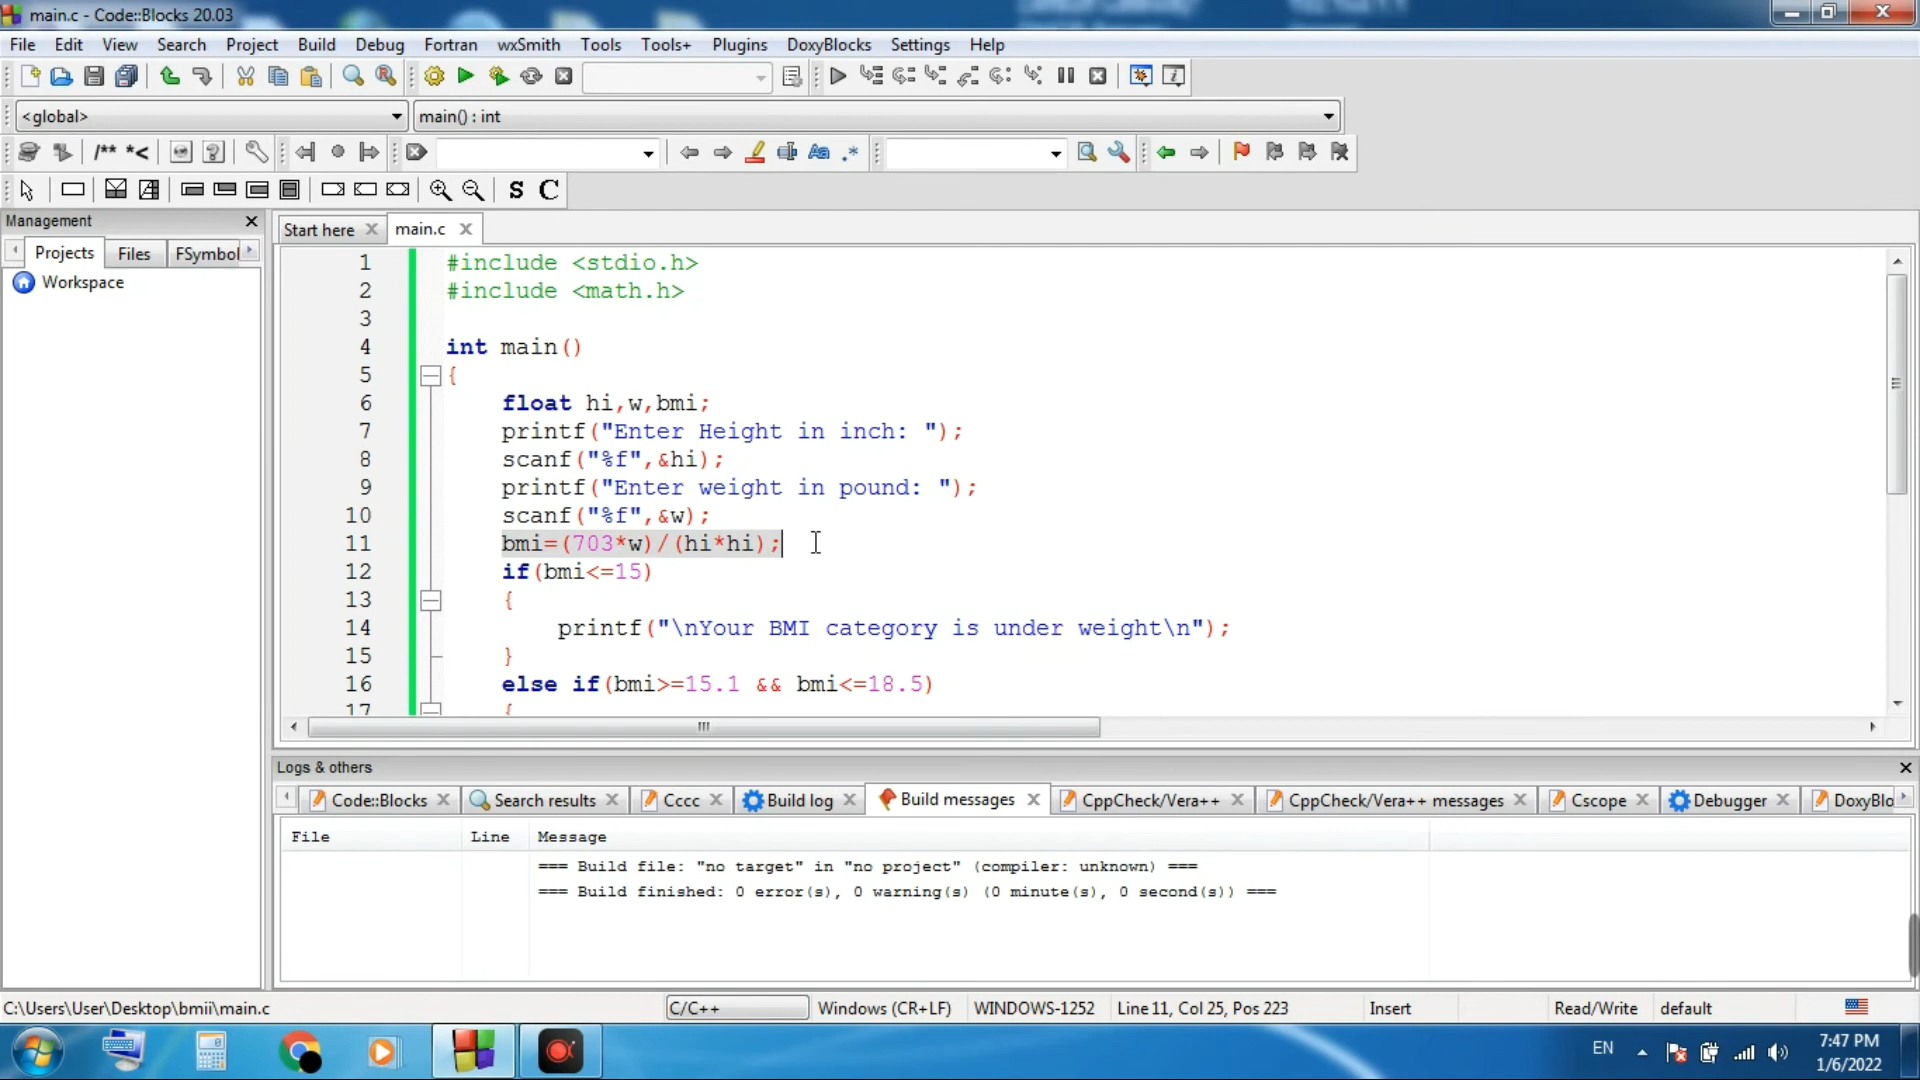 main.c - Code::Blocks 20.03
File Edit View Search Project Build Debug Fortran wxSmith Tools Tools+ Plugins DoxyBlocks Settings Help
<global> main() : int
/** *<
S C
Management
Projects Files FSymbol
Workspace
Start here main.c
1 #include <stdio.h>
2 #include <math.h>
3
4 int main()
5 {
6 float hi,w,bmi;
7 printf("Enter Height in inch: ");
8 scanf("%f",&hi);
9 printf("Enter weight in pound: ");
10 scanf("%f",&w);
11 bmi=(703*w)/(hi*hi);
12 if(bmi<=15)
13 {
14 printf("\nYour BMI category is under weight\n");
15 }
16 else if(bmi>=15.1 && bmi<=18.5)
17 {
Logs & others
Code::Blocks Search results Cccc Build log Build messages CppCheck/Vera++ CppCheck/Vera++ messages Cscope Debugger DoxyBlo
File Line Message
=== Build file: "no target" in "no project" (compiler: unknown) ===
=== Build finished: 0 error(s), 0 warning(s) (0 minute(s), 0 second(s)) ===
C:\Users\User\Desktop\bmii\main.c C/C++ Windows (CR+LF) WINDOWS-1252 Line 11, Col 25, Pos 223 Insert Read/Write default
EN 7:47 PM
1/6/2022